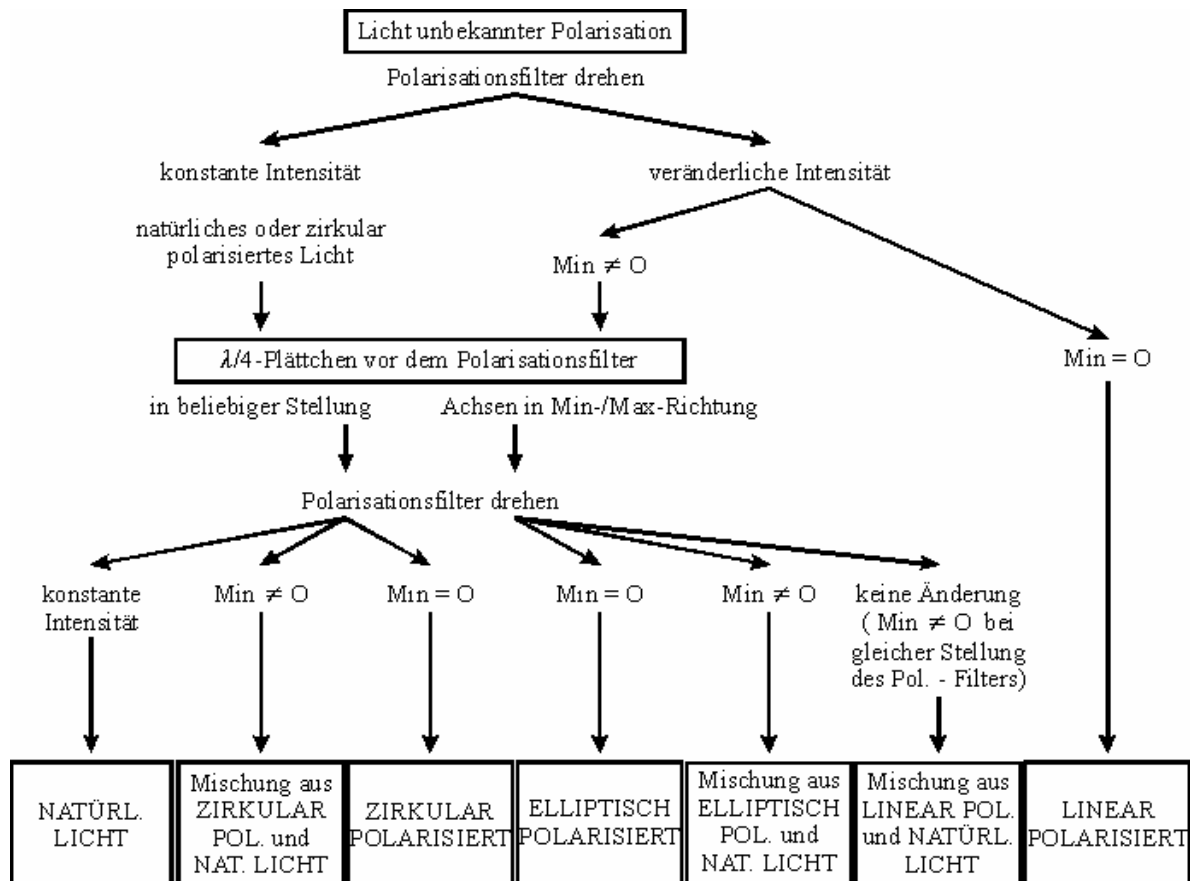 Licht unbekannter Polarisation
Polarisationsfilter drehen
konstante Intensität
veränderliche Intensität
natürliches oder zirkular
polarisiertes Licht
Min ≠ O
Min = O
λ/4-Plättchen vor dem Polarisationsfilter
in beliebiger Stellung
Achsen in Min-/Max-Richtung
Polarisationsfilter drehen
konstante
Intensität
Min ≠ O
Min = O
Min = O
Min ≠ O
keine Änderung
( Min ≠ O bei
gleicher Stellung
des Pol. - Filters)
NATÜRL.
LICHT
Mischung aus
ZIRKULAR
POL. und
NAT. LICHT
ZIRKULAR
POLARISIERT
ELLIPTISCH
POLARISIERT
Mischung aus
ELLIPTISCH
POL. und
NAT. LICHT
Mischung aus
LINEAR POL.
und NATÜRL.
LICHT
LINEAR
POLARISIERT